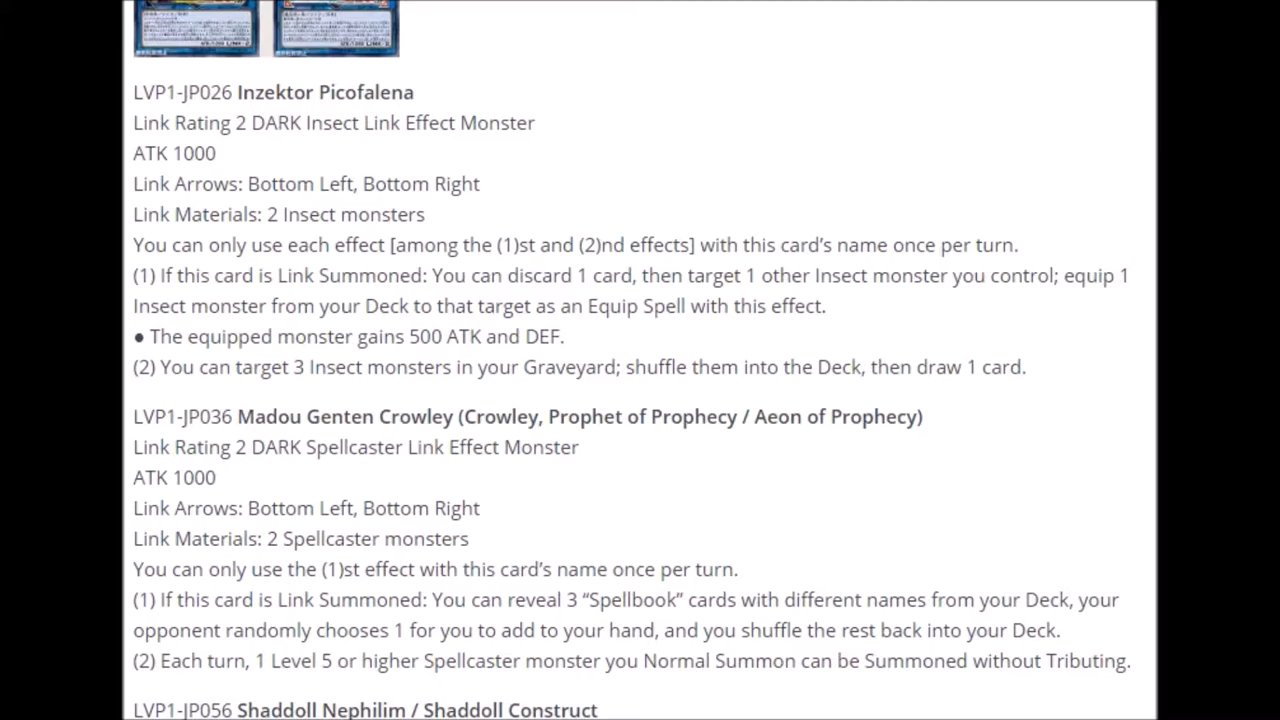 LVP1-JP026 Inzektor Picofalena
Link Rating 2 DARK Insect Link Effect Monster
ATK 1000
Link Arrows: Bottom Left, Bottom Right
Link Materials: 2 Insect monsters
You can only use each effect [among the (1)st and (2)nd effects] with this card’s name once per turn.
(1) If this card is Link Summoned: You can discard 1 card, then target 1 other Insect monster you control; equip 1
Insect monster from your Deck to that target as an Equip Spell with this effect.
● The equipped monster gains 500 ATK and DEF.
(2) You can target 3 Insect monsters in your Graveyard; shuffle them into the Deck, then draw 1 card.
LVP1-JP036 Madou Genten Crowley (Crowley, Prophet of Prophecy / Aeon of Prophecy)
Link Rating 2 DARK Spellcaster Link Effect Monster
ATK 1000
Link Arrows: Bottom Left, Bottom Right
Link Materials: 2 Spellcaster monsters
You can only use the (1)st effect with this card’s name once per turn.
(1) If this card is Link Summoned: You can reveal 3 “Spellbook” cards with different names from your Deck, your
opponent randomly chooses 1 for you to add to your hand, and you shuffle the rest back into your Deck.
(2) Each turn, 1 Level 5 or higher Spellcaster monster you Normal Summon can be Summoned without Tributing.
LVP1-JP056 Shaddoll Nephilim / Shaddoll Construct